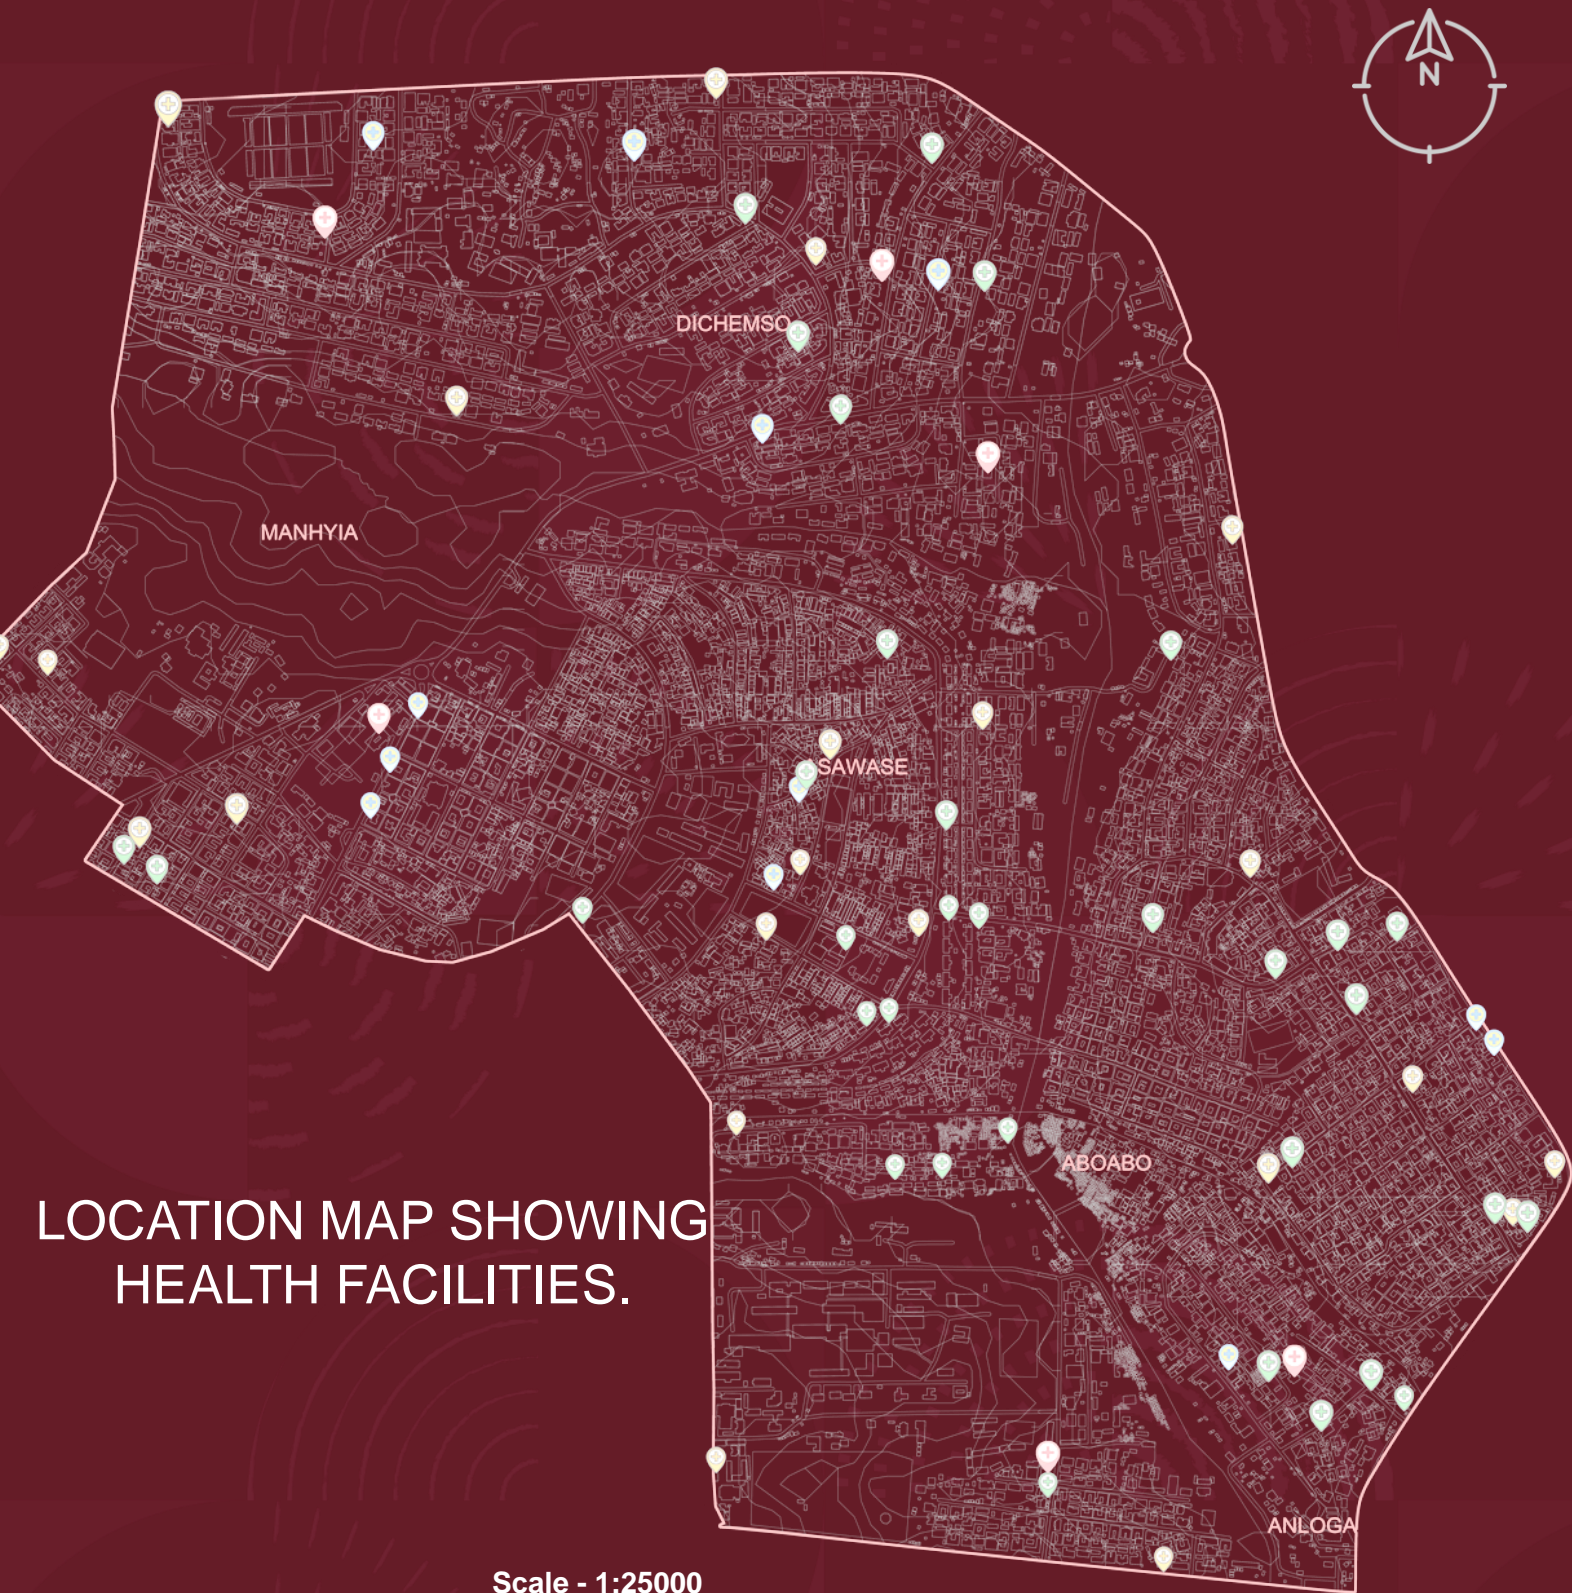 N
DICHEMSO
MANHYIA
SAWASE
ABOABO
LOCATION MAP SHOWING
HEALTH FACILITIES.
ANLOGA
Scale - 1:25000